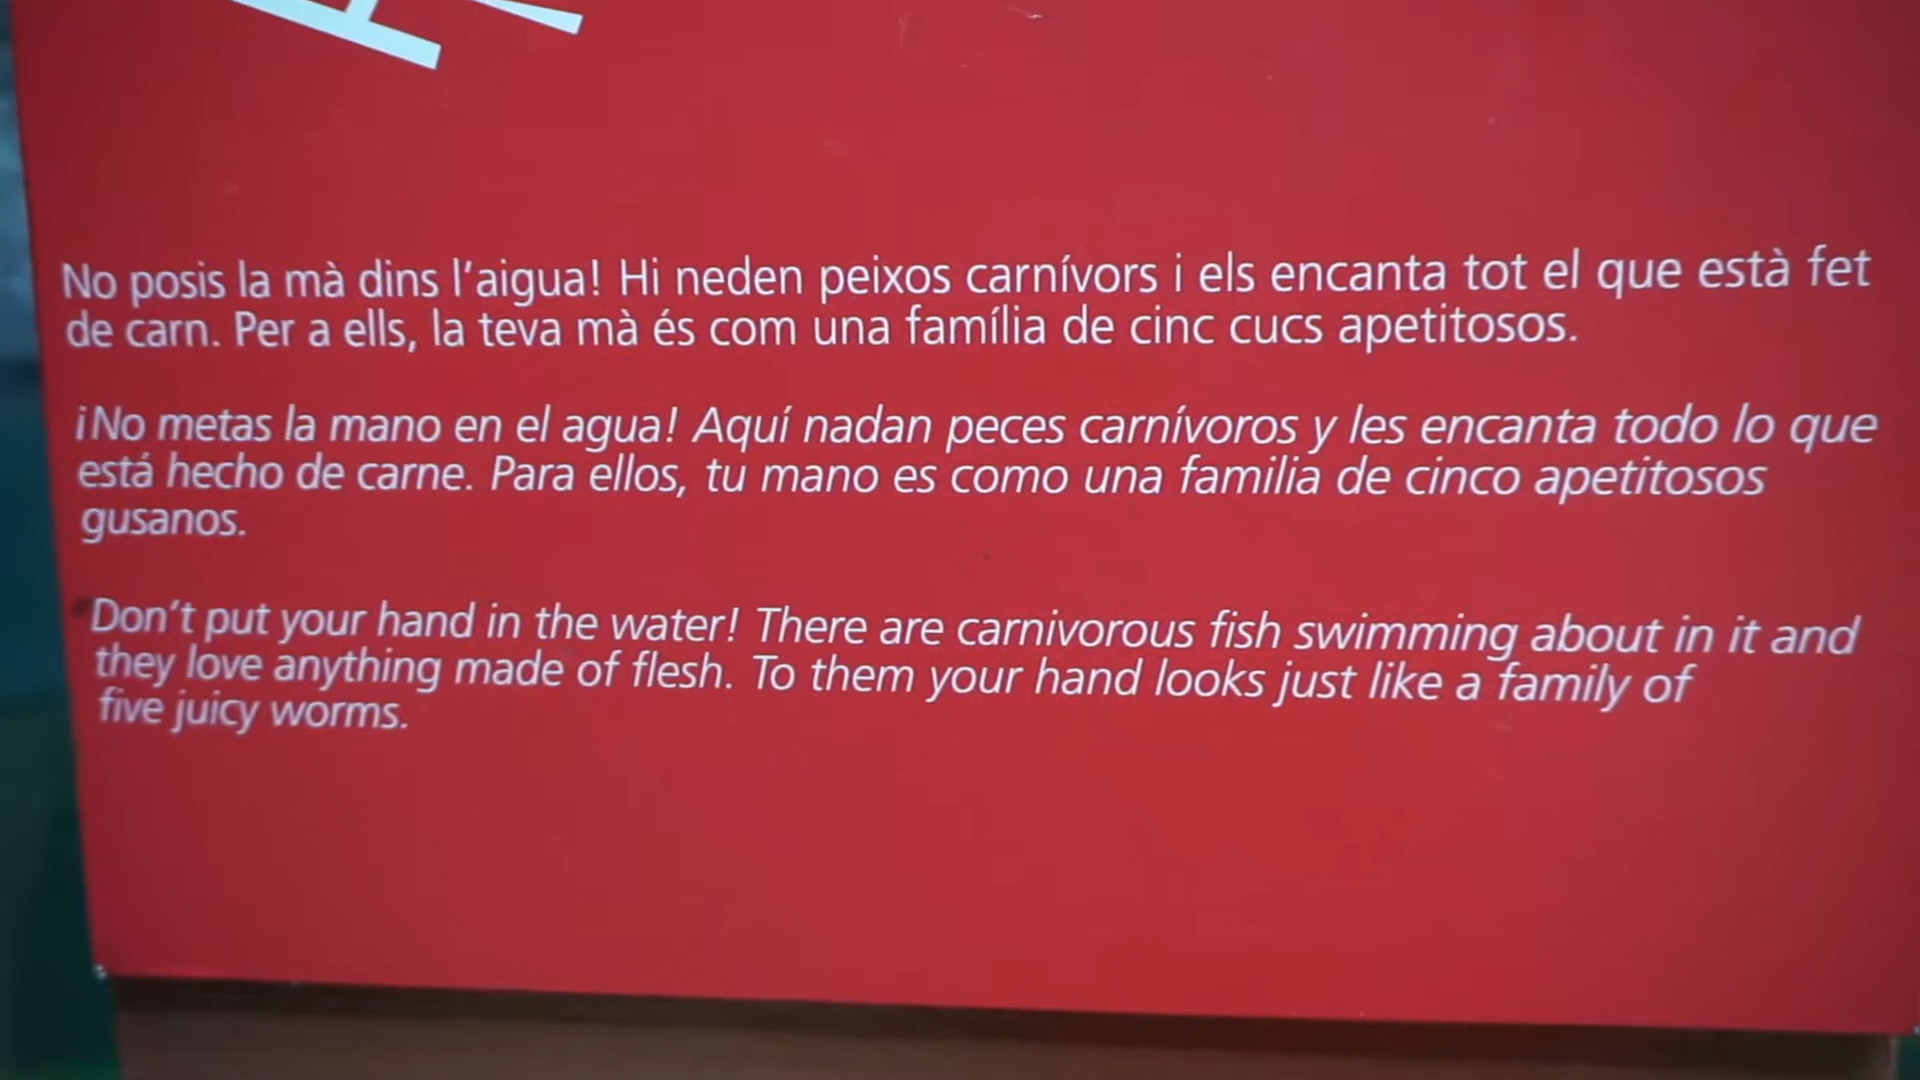 No posis la mà dins l'aigua! Hi neden peixos carnívors i els encanta tot el que està fet
de carn. Per a ells, la teva mà és com una família de cinc cucs apetitosos.
¡No metas la mano en el agua! Aquí nadan peces carnívoros y les encanta todo lo que
está hecho de carne. Para ellos, tu mano es como una familia de cinco apetitosos
gusanos.
Don't put your hand in the water! There are carnivorous fish swimming about in it and
they love anything made of flesh. To them your hand looks just like a family of
five juicy worms.